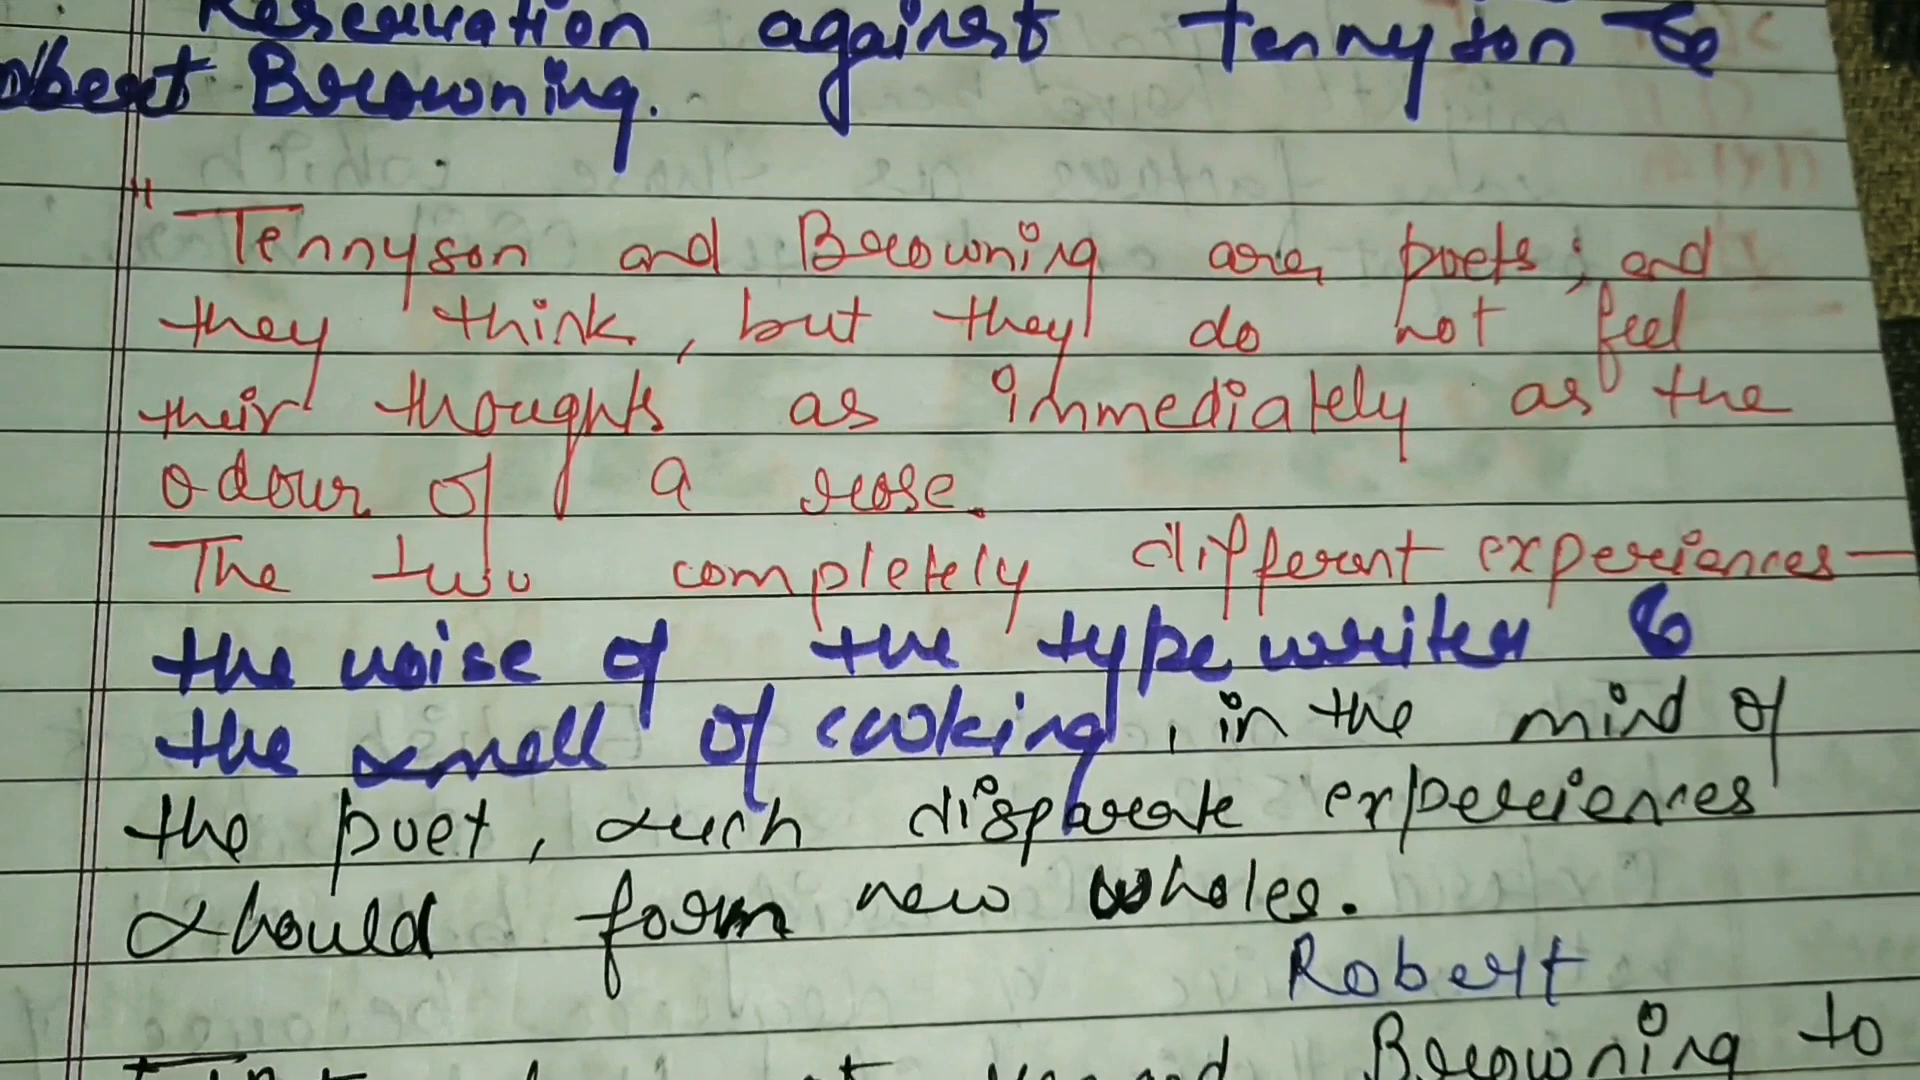 Reservation against Tennyson &
obert Browning.
" Tennyson and Browning are poets; and
they think, but they do not feel
their thoughts as immediately as the
odour of a rose.
The two completely different experiences—
the noise of the typewriter &
the smell of cooking, in the mind of
the poet, such disparate experiences
should form new wholes.
Robert
Browning to